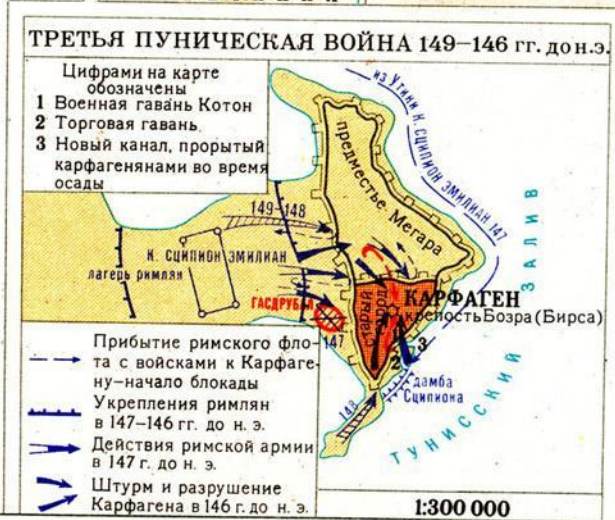 ТРЕТЬЯ ПУНИЧЕСКАЯ ВОЙНА 149–146 гг. до н.э.
Цифрами на карте
обозначены
1 Военная гавань Котон
2 Торговая гавань
3 Новый канал, прорытый
карфагенянами во время
осады
из Утики К. СЦИПИОН ЭМИЛИАН 147
предместье Мегара
149-148
К. СЦИПИОН ЭМИЛИАН
лагерь римлян
ГАСДРУБАЛ
147
старый
город
КАРФАГЕН
крепость Бозра (Бирса)
1
2
3
дамба
Сципиона
148
ТУНИССКИЙ
ЗАЛИВ
Прибытие римского фло-
та с войсками к Карфаге-
ну—начало блокады
Укрепления римлян
в 147–146 гг. до н. э.
Действия римской армии
в 147 г. до н. э.
Штурм и разрушение
Карфагена в 146 г. до н. э.
1:300 000